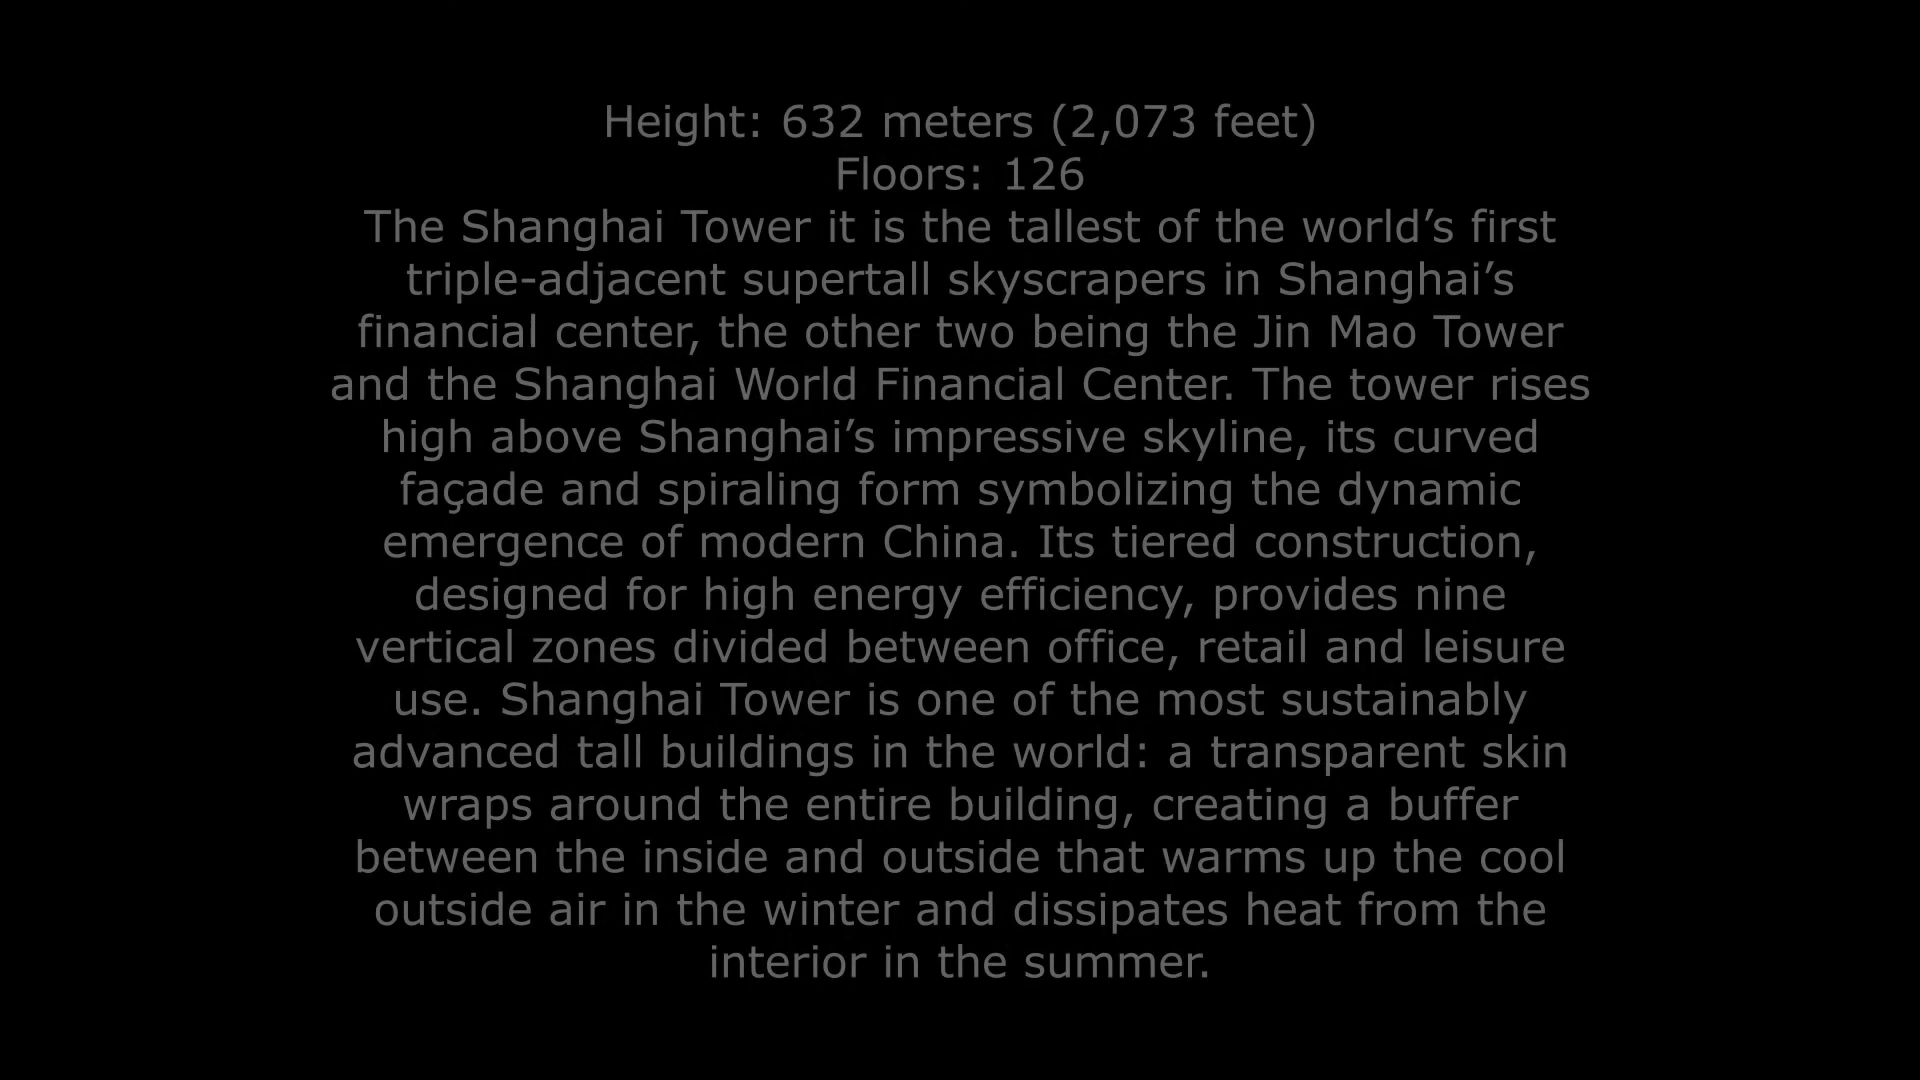 Height: 632 meters (2,073 feet)
Floors: 126
The Shanghai Tower it is the tallest of the world’s first
triple-adjacent supertall skyscrapers in Shanghai’s
financial center, the other two being the Jin Mao Tower
and the Shanghai World Financial Center. The tower rises
high above Shanghai’s impressive skyline, its curved
façade and spiraling form symbolizing the dynamic
emergence of modern China. Its tiered construction,
designed for high energy efficiency, provides nine
vertical zones divided between office, retail and leisure
use. Shanghai Tower is one of the most sustainably
advanced tall buildings in the world: a transparent skin
wraps around the entire building, creating a buffer
between the inside and outside that warms up the cool
outside air in the winter and dissipates heat from the
interior in the summer.